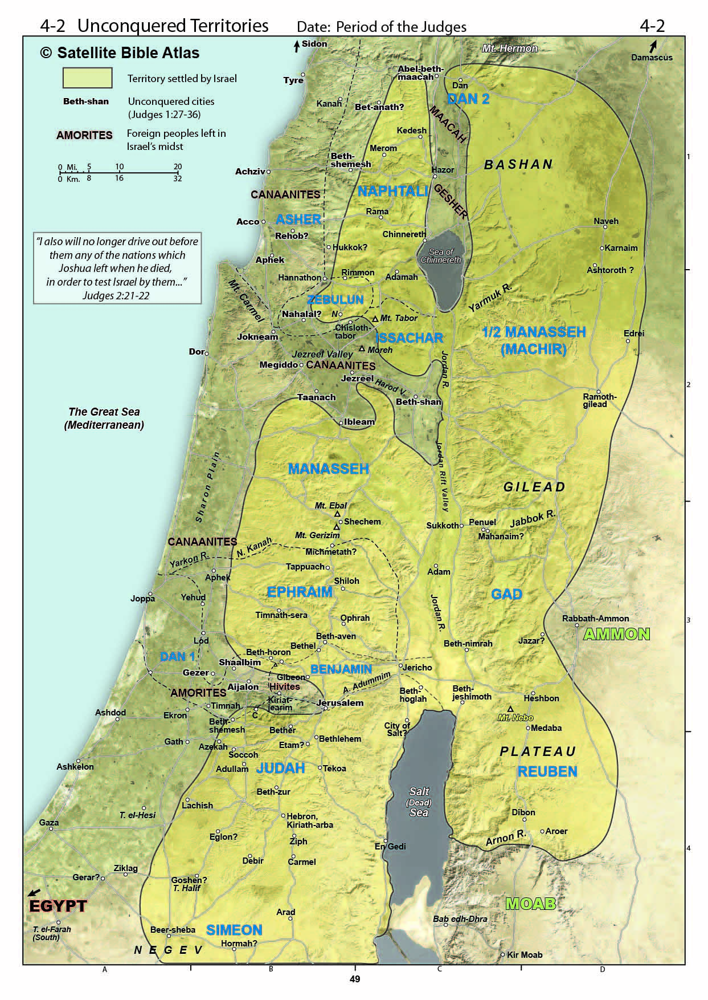 4-2 Unconquered Territories
Date: Period of the Judges
4-2
© Satellite Bible Atlas
Territory settled by Israel
Beth-shan
Unconquered cities
(Judges 1:27-36)
AMORITES
Foreign peoples left in
Israel's midst
0 Mi. 5 10 20
0 Km. 8 16 32
"I also will no longer drive out before
them any of the nations which
Joshua left when he died,
in order to test Israel by them..."
Judges 2:21-22
Sidon
Mt. Hermon
Damascus
Tyre
Abel-beth-
maacah
Dan
DAN 2
Kanah
Bet-anath?
MAACAH
Kedesh
Merom
Beth-
shemesh
Achziv
Hazor
BASHAN
1
CANAANITES
NAPHTALI
GESHER
Rama
Acco
ASHER
Rehob?
Chinnereth
Naveh
Hukkok?
Sea of
Chinnereth
Karnaim
Aphek
Ashtoroth ?
Hannathon
Rimmon
Adamah
Mt. Carmel
ZEBULUN
Yarmuk R.
Nahalal?
N
Mt. Tabor
Chisloth-
tabor
ISSACHAR
1/2 MANASSEH
(MACHIR)
Edrei
Jokneam
Moreh
Dor
Jezreel Valley
Jordan R.
Megiddo
CANAANITES
Jezreel
Harod V.
2
Taanach
Beth-shan
Ramoth-
gilead
The Great Sea
(Mediterranean)
Ibleam
Jordan Rift Valley
MANASSEH
Sharon Plain
GILEAD
Mt. Ebal
Shechem
Sukkoth
Penuel
Jabbok R.
Mt. Gerizim
Mahanaim?
CANAANITES
N. Kanah
Michmetath?
Yarkon R.
Tappuach
Adam
Aphek
Shiloh
EPHRAIM
GAD
Joppa
Yehud
Jordan R.
Timnath-sera
Ophrah
Rabbath-Ammon
3
AMMON
Lod
Beth-aven
Bethel
Beth-nimrah
Jazar?
Beth-horon
DAN 1
Shaalbim
BENJAMIN
Jericho
Gezer
Gibeon
A. Adummim
Aijalon
Hivites
AMORITES
Kiriat-
jearim
Jerusalem
Beth-
hoglah
Beth-
jeshimoth
Heshbon
Timnah
Ashdod
Ekron
C
Mt. Nebo
Beth-
shemesh
Bether
City of
Salt?
Medaba
Gath
Azekah
Etam?
Bethlehem
Soccoh
PLATEAU
Ashkelon
Adullam
JUDAH
Tekoa
REUBEN
Beth-zur
Salt
(Dead)
Sea
Lachish
T. el-Hesi
Hebron,
Kiriath-arba
Dibon
Gaza
Eglon?
Ziph
Arnon R.
Aroer
En Gedi
4
Debir
Carmel
Ziklag
Gerar?
Goshen?
T. Halif
EGYPT
MOAB
Arad
Bab edh-Dhra
T. el-Farah
(South)
Beer-sheba
SIMEON
Hormah?
NEGEV
Kir Moab
A B C D
49